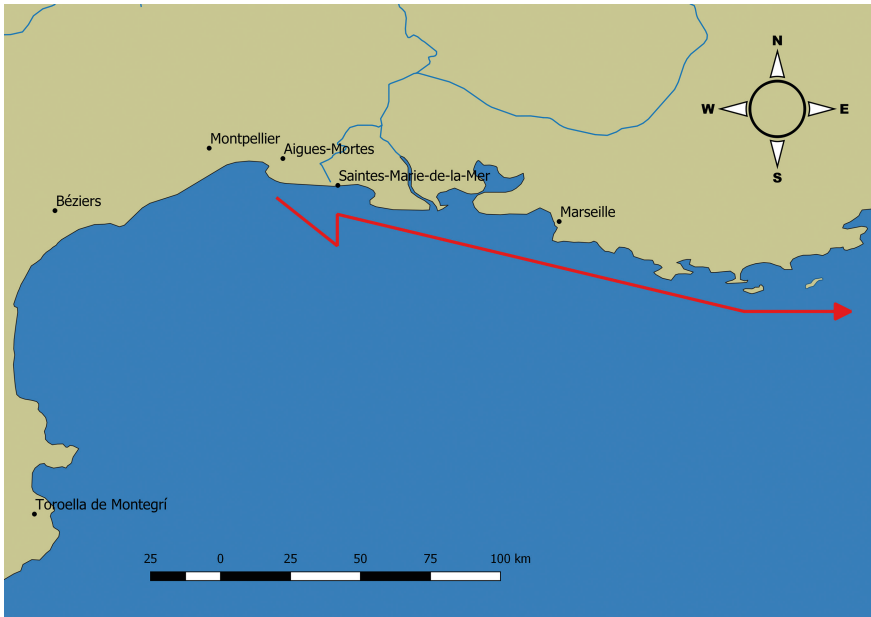 N
W E
S
Montpellier
Aigues-Mortes
Saintes-Marie-de-la-Mer
Béziers
Marseille
Toroella de Montegrí
25 0 25 50 75 100 km